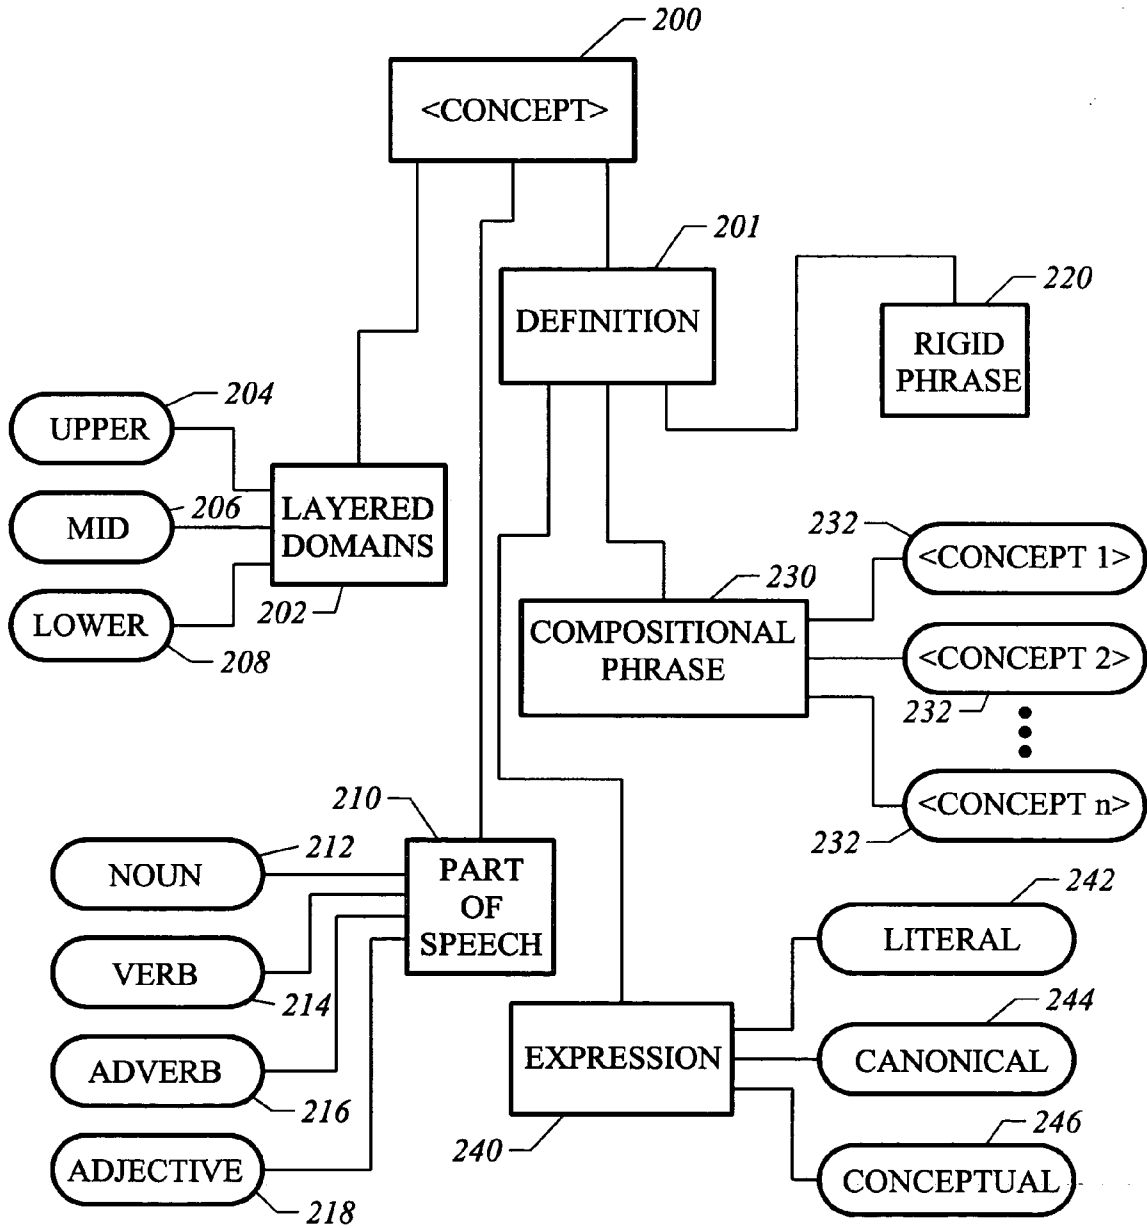 200
<CONCEPT>
201
DEFINITION
220
RIGID
PHRASE
204
UPPER
206
MID
LAYERED
DOMAINS
202
LOWER
208
232
<CONCEPT 1>
230
COMPOSITIONAL
PHRASE
<CONCEPT 2>
232
<CONCEPT n>
232
210
PART
OF
SPEECH
212
NOUN
VERB
214
ADVERB
216
ADJECTIVE
218
242
LITERAL
EXPRESSION
240
244
CANONICAL
246
CONCEPTUAL